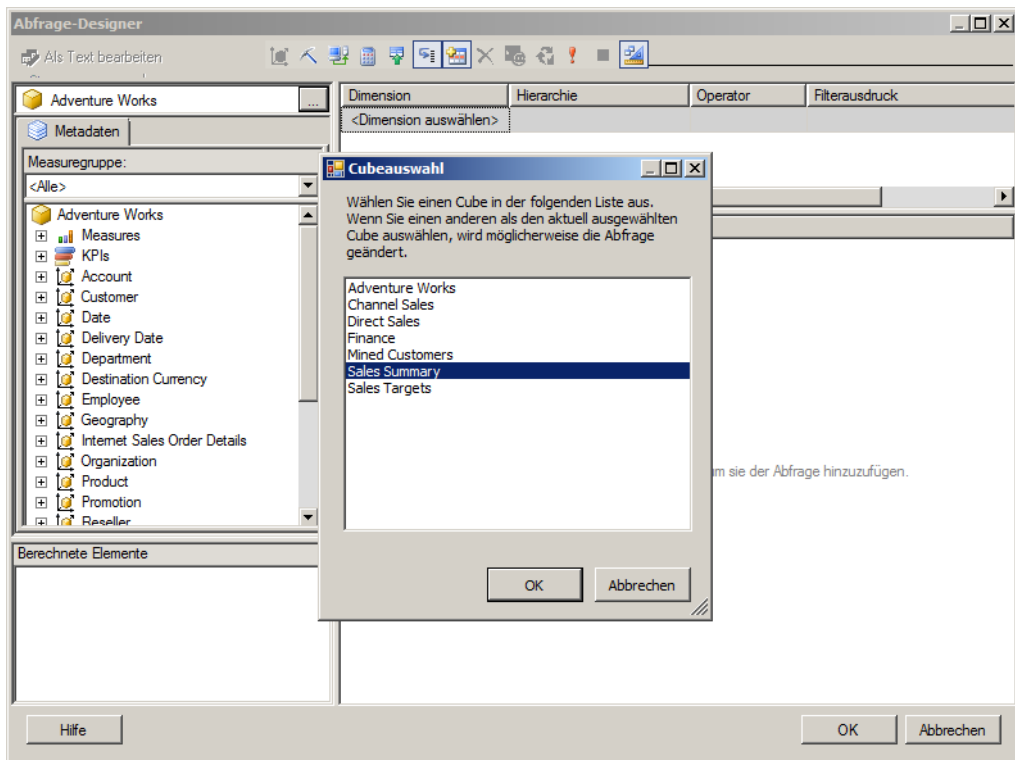 Abfrage-Designer
Als Text bearbeiten
Adventure Works ...
Metadaten
Measuregruppe:
<Alle>
Adventure Works
Measures
KPIs
Account
Customer
Date
Delivery Date
Department
Destination Currency
Employee
Geography
Internet Sales Order Details
Organization
Product
Promotion
Reseller
Berechnete Elemente
Dimension Hierarchie Operator Filterausdruck
<Dimension auswählen>
Cubeauswahl
Wählen Sie einen Cube in der folgenden Liste aus.
Wenn Sie einen anderen als den aktuell ausgewählten
Cube auswählen, wird möglicherweise die Abfrage
geändert.
Adventure Works
Channel Sales
Direct Sales
Finance
Mined Customers
Sales Summary
Sales Targets
OK Abbrechen
sie der Abfrage hinzuzufügen.
Hilfe OK Abbrechen